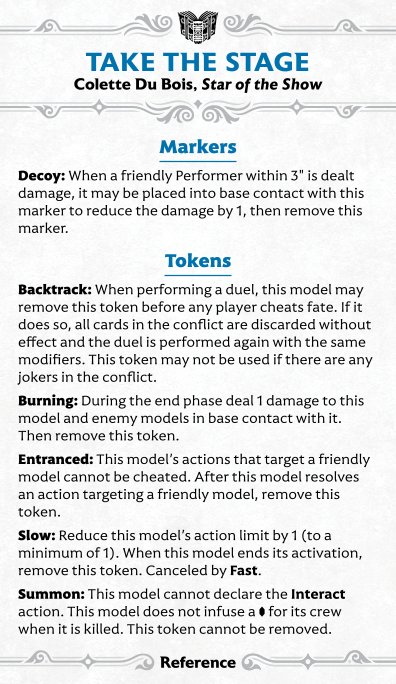 TAKE THE STAGE
Colette Du Bois, Star of the Show
Markers
Decoy: When a friendly Performer within 3" is dealt
damage, it may be placed into base contact with this
marker to reduce the damage by 1, then remove this
marker.
Tokens
Backtrack: When performing a duel, this model may
remove this token before any player cheats fate. If it
does so, all cards in the conflict are discarded without
effect and the duel is performed again with the same
modifiers. This token may not be used if there are any
jokers in the conflict.
Burning: During the end phase deal 1 damage to this
model and enemy models in base contact with it.
Then remove this token.
Entranced: This model's actions that target a friendly
model cannot be cheated. After this model resolves
an action targeting a friendly model, remove this
token.
Slow: Reduce this model's action limit by 1 (to a
minimum of 1). When this model ends its activation,
remove this token. Canceled by Fast.
Summon: This model cannot declare the Interact
action. This model does not infuse a ⬮ for its crew
when it is killed. This token cannot be removed.
Reference